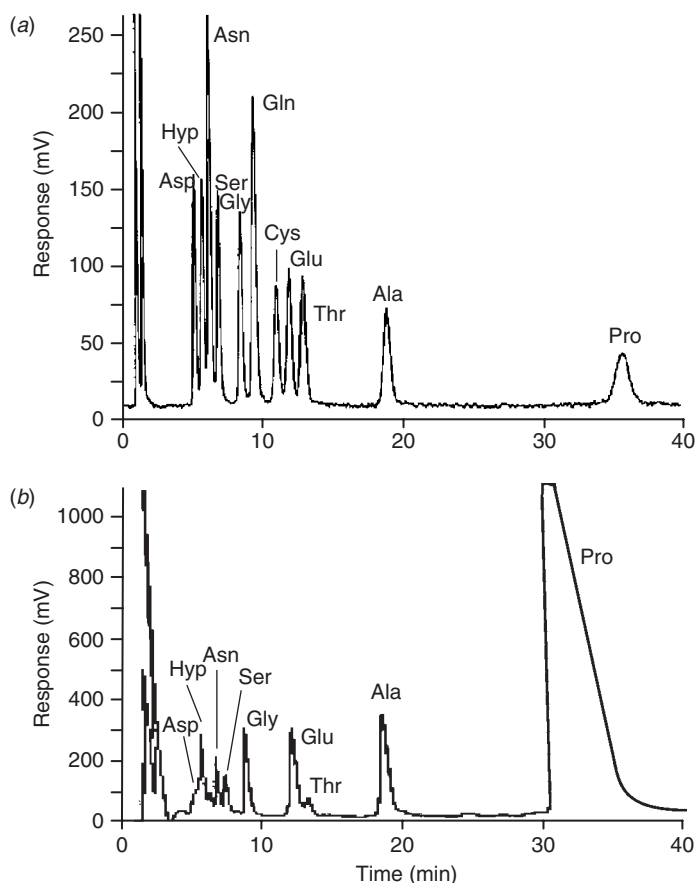 (a)
250
200
150
100
50
0
Response (mV)
Asn
Gln
Hyp
Asp
Ser
Gly
Cys
Glu
Thr
Ala
Pro
0 10 20 30 40
(b)
1000
800
600
400
200
0
Response (mV)
Pro
Asn
Hyp
Ser
Ala
Asp
Gly
Glu
Thr
0 10 20 30 40
Time (min)